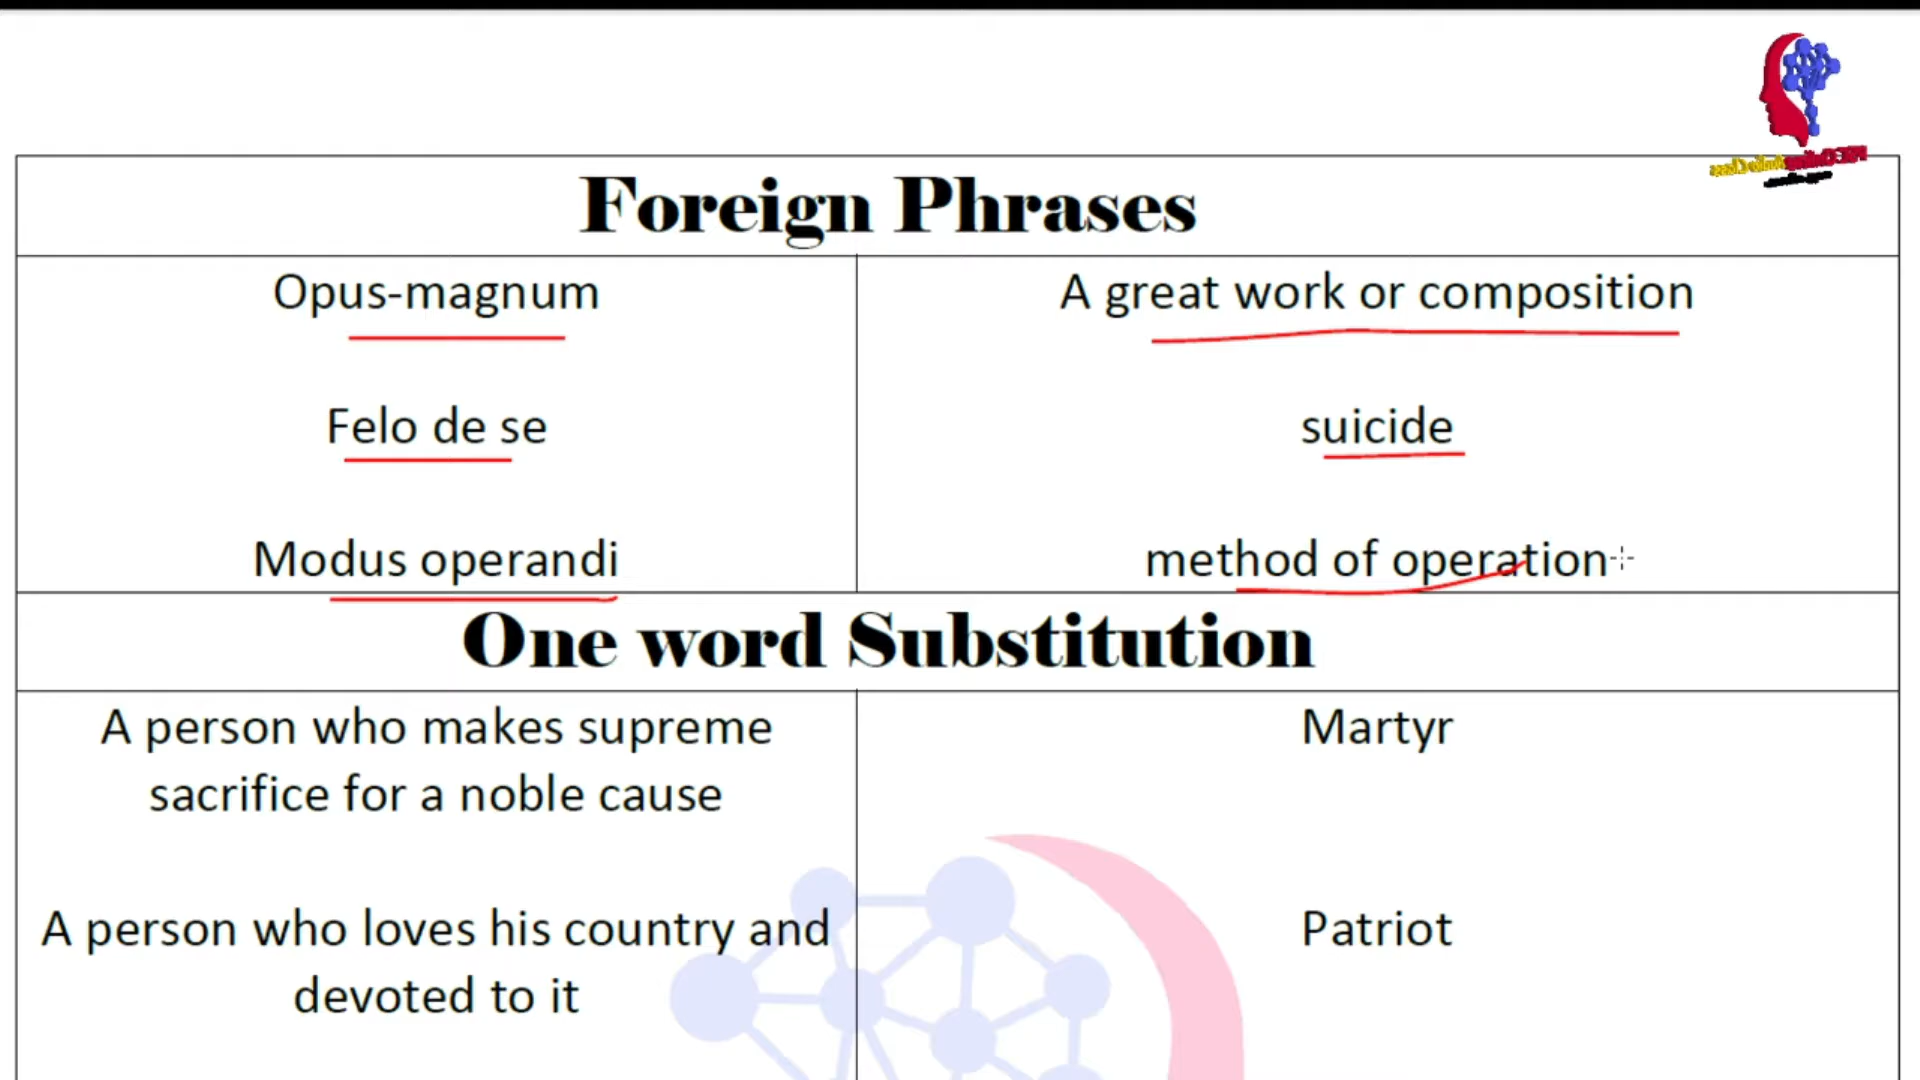 Foreign Phrases
Opus-magnum
A great work or composition
Felo de se
suicide
Modus operandi
method of operation
One word Substitution
A person who makes supreme
sacrifice for a noble cause
Martyr
A person who loves his country and
devoted to it
Patriot